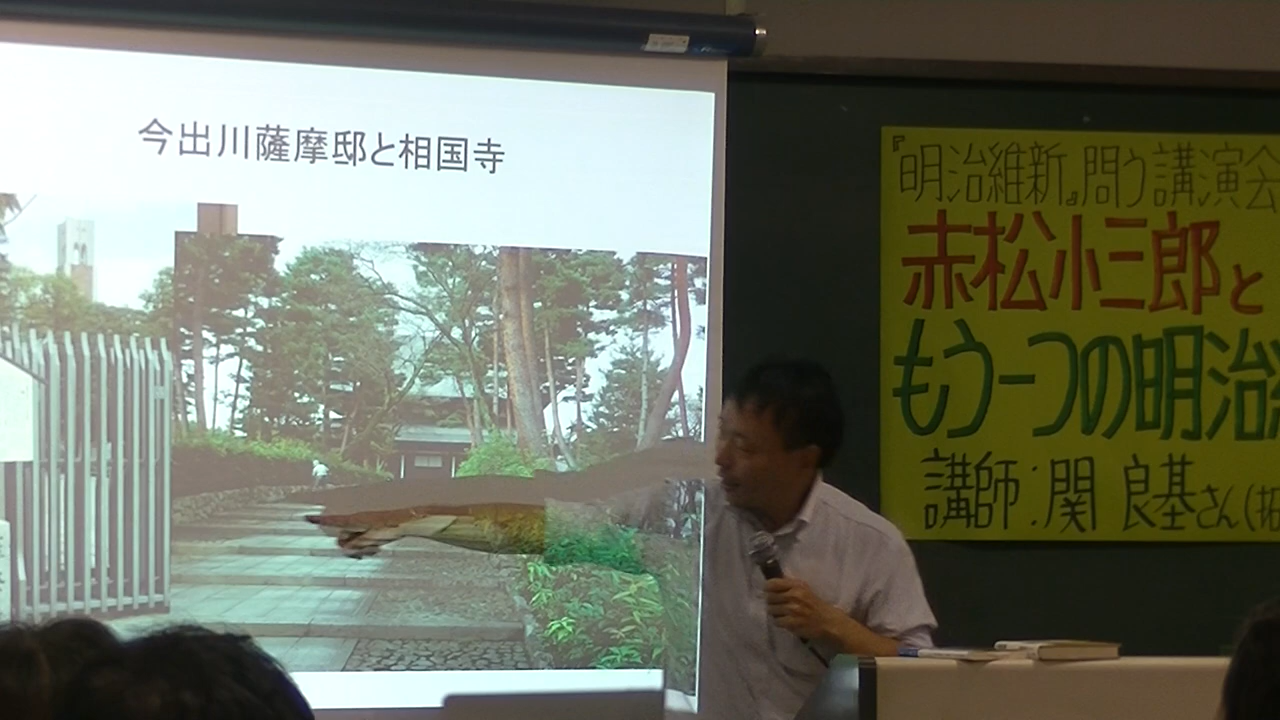 今出川薩摩邸と相国寺
『明治維新』問う講演会
赤松小三郎と
もう一つの明治
講師:関 良基さん(拓